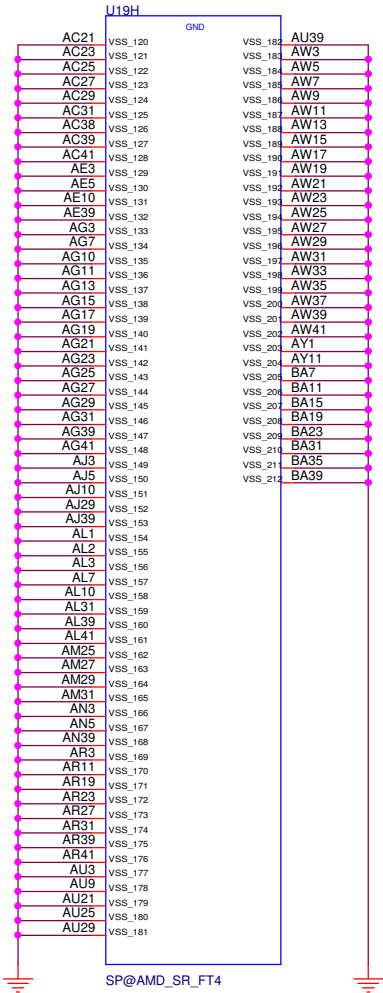 U19H
GND
AC21 VSS_120 VSS_182 AU39
AC23 VSS_121 VSS_183 AW3
AC25 VSS_122 VSS_184 AW5
AC27 VSS_123 VSS_185 AW7
AC29 VSS_124 VSS_186 AW9
AC31 VSS_125 VSS_187 AW11
AC38 VSS_126 VSS_188 AW13
AC39 VSS_127 VSS_189 AW15
AC41 VSS_128 VSS_190 AW17
AE3 VSS_129 VSS_191 AW19
AE5 VSS_130 VSS_192 AW21
AE10 VSS_131 VSS_193 AW23
AE39 VSS_132 VSS_194 AW25
AG3 VSS_133 VSS_195 AW27
AG7 VSS_134 VSS_196 AW29
AG10 VSS_135 VSS_197 AW31
AG11 VSS_136 VSS_198 AW33
AG13 VSS_137 VSS_199 AW35
AG15 VSS_138 VSS_200 AW37
AG17 VSS_139 VSS_201 AW39
AG19 VSS_140 VSS_202 AW41
AG21 VSS_141 VSS_203 AY1
AG23 VSS_142 VSS_204 AY11
AG25 VSS_143 VSS_205 BA7
AG27 VSS_144 VSS_206 BA11
AG29 VSS_145 VSS_207 BA15
AG31 VSS_146 VSS_208 BA19
AG39 VSS_147 VSS_209 BA23
AG41 VSS_148 VSS_210 BA31
AJ3 VSS_149 VSS_211 BA35
AJ5 VSS_150 VSS_212 BA39
AJ10 VSS_151
AJ29 VSS_152
AJ39 VSS_153
AL1 VSS_154
AL2 VSS_155
AL3 VSS_156
AL7 VSS_157
AL10 VSS_158
AL31 VSS_159
AL39 VSS_160
AL41 VSS_161
AM25 VSS_162
AM27 VSS_163
AM29 VSS_164
AM31 VSS_165
AN3 VSS_166
AN5 VSS_167
AN39 VSS_168
AR3 VSS_169
AR11 VSS_170
AR19 VSS_171
AR23 VSS_172
AR27 VSS_173
AR31 VSS_174
AR39 VSS_175
AR41 VSS_176
AU3 VSS_177
AU9 VSS_178
AU21 VSS_179
AU25 VSS_180
AU29 VSS_181
SP@AMD_SR_FT4